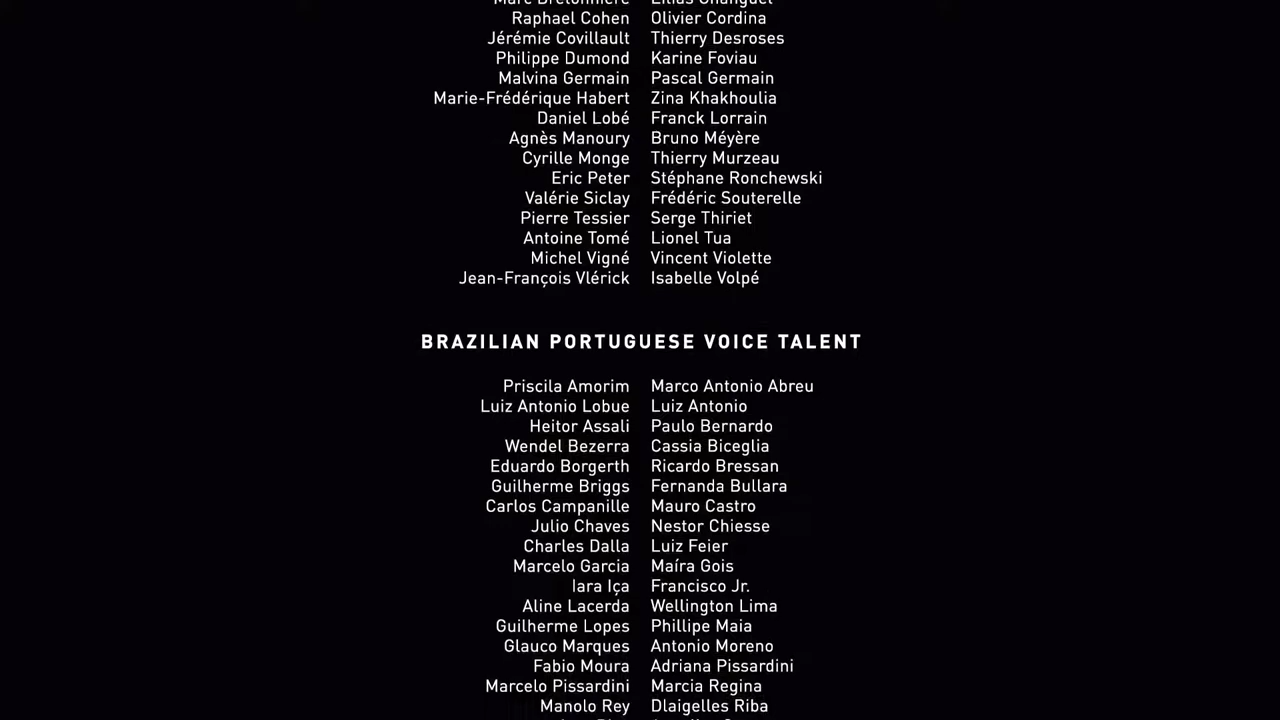 Raphael Cohen Olivier Cordina
Jérémie Covillault Thierry Desroses
Philippe Dumond Karine Foviau
Malvina Germain Pascal Germain
Marie-Frédérique Habert Zina Khakhoulia
Daniel Lobé Franck Lorrain
Agnès Manoury Bruno Méyère
Cyrille Monge Thierry Murzeau
Eric Peter Stéphane Ronchewski
Valérie Siclay Frédéric Souterelle
Pierre Tessier Serge Thiriet
Antoine Tomé Lionel Tua
Michel Vigné Vincent Violette
Jean-François Vlérick Isabelle Volpé
BRAZILIAN PORTUGUESE VOICE TALENT
Priscila Amorim Marco Antonio Abreu
Luiz Antonio Lobue Luiz Antonio
Heitor Assali Paulo Bernardo
Wendel Bezerra Cassia Biceglia
Eduardo Borgerth Ricardo Bressan
Guilherme Briggs Fernanda Bullara
Carlos Campanille Mauro Castro
Julio Chaves Nestor Chiesse
Charles Dalla Luiz Feier
Marcelo Garcia Maíra Gois
Iara Iça Francisco Jr.
Aline Lacerda Wellington Lima
Guilherme Lopes Phillipe Maia
Glauco Marques Antonio Moreno
Fabio Moura Adriana Pissardini
Marcelo Pissardini Marcia Regina
Manolo Rey Dlaigelles Riba